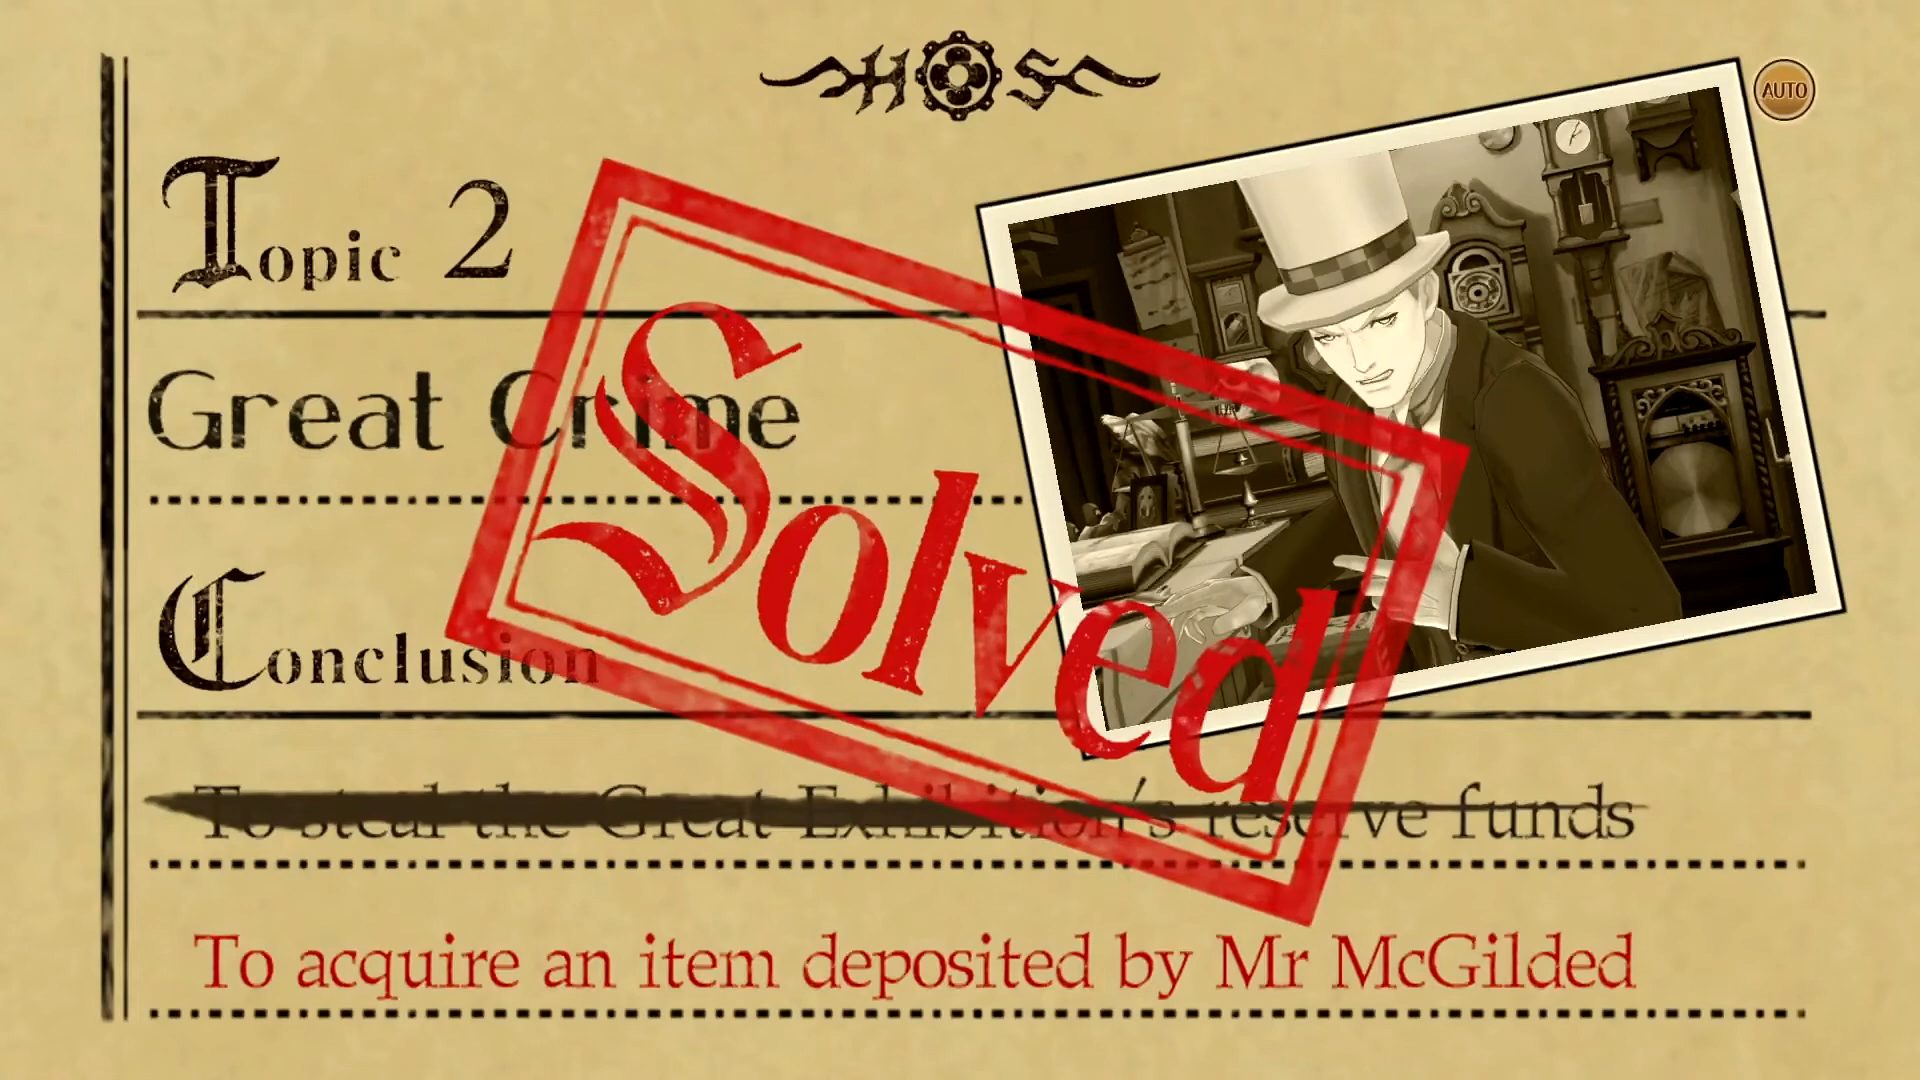 H S
AUTO
Topic 2
Great Crime
Solved
Conclusion
To steal the Great Exhibition's reserve funds
To acquire an item deposited by Mr McGilded